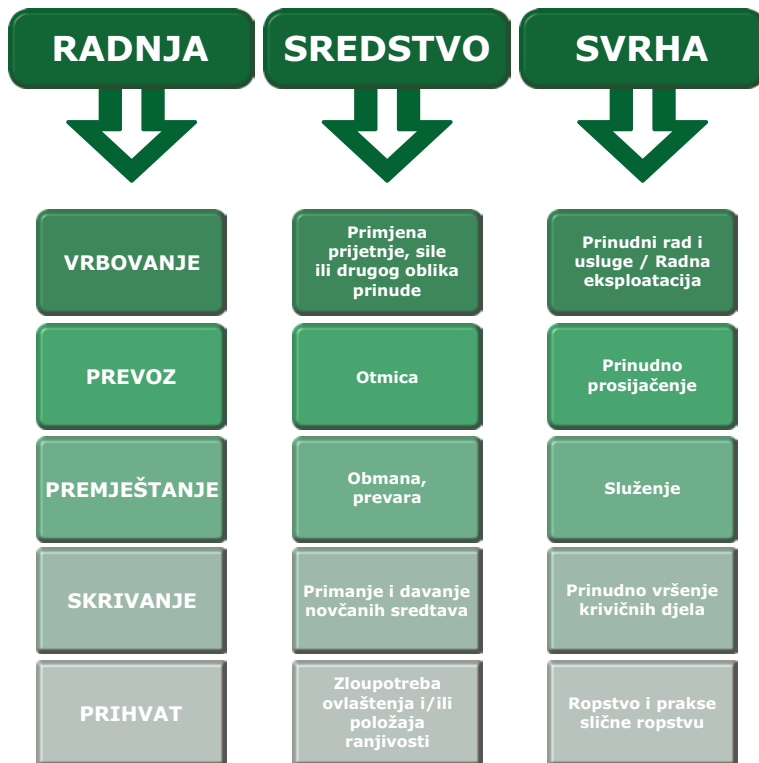 RADNJA
SREDSTVO
SVRHA
VRBOVANJE
Primjena
prijetnje, sile
ili drugog oblika
prinude
Prinudni rad i
usluge / Radna
eksploatacija
PREVOZ
Otmica
Prinudno
prosijačenje
PREMJEŠTANJE
Obmana,
prevara
Služenje
SKRIVANJE
Primanje i davanje
novčanih sredtava
Prinudno vršenje
krivičnih djela
PRIHVAT
Zloupotreba
ovlaštenja i/ili
položaja
ranjivosti
Ropstvo i prakse
slične ropstvu